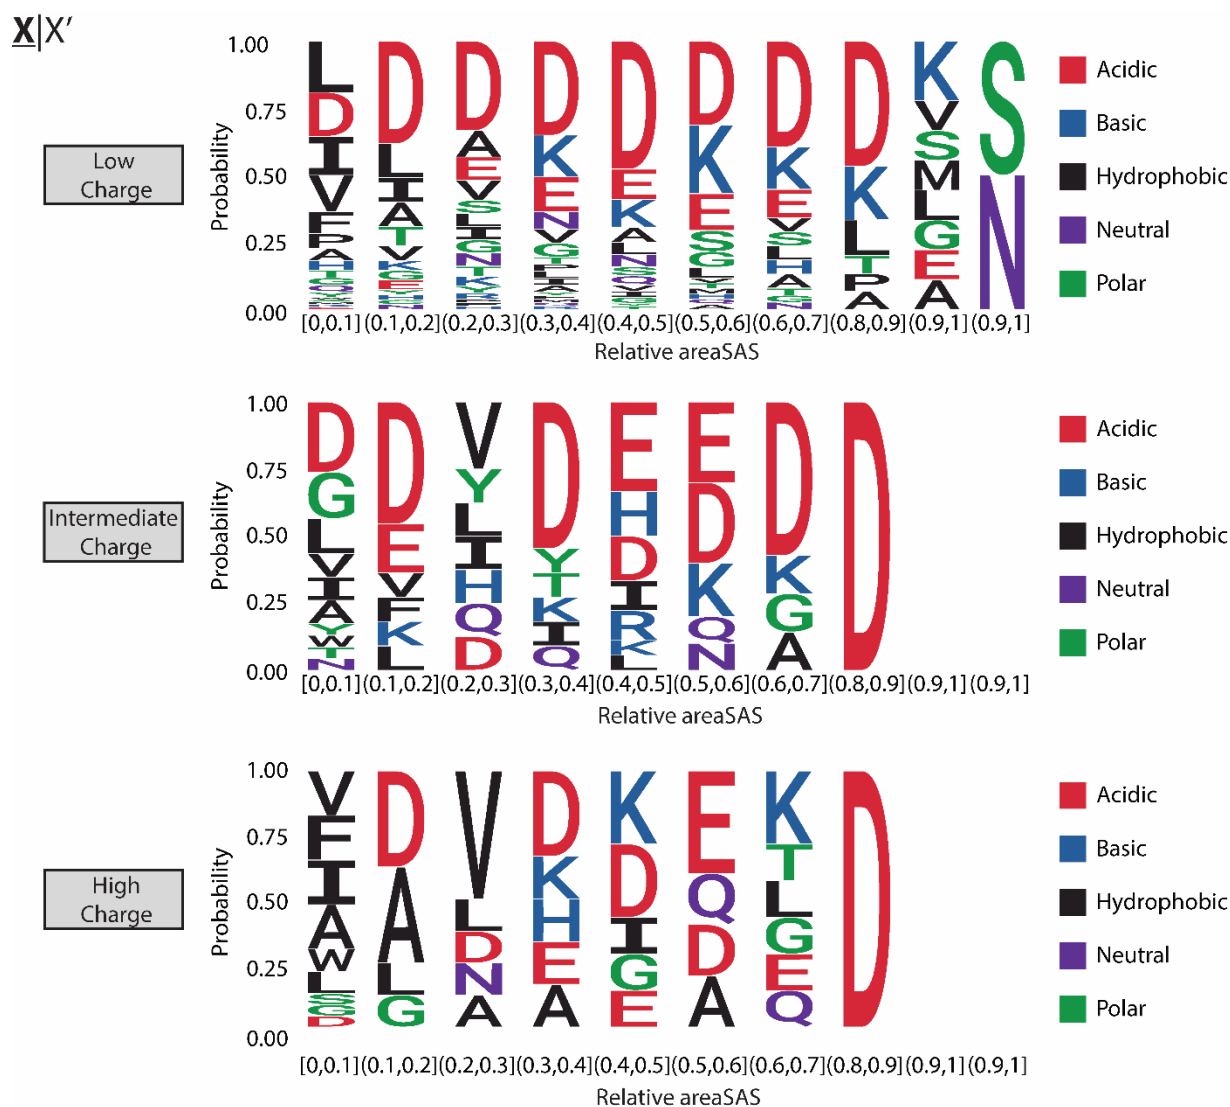 X|X'
Low
Charge
Probability
1.00
0.75
0.50
0.25
0.00
L D I V F P A H
D L I A T V K G E
D A E V S L I G N T K Y R
D K E N V G T P I A
D E K A L N S Q V I
D K E S G L Y M H Q A
D K E V S L H A T G N
D K L T P A
K V S M L G E A
S N
[0,0.1] (0.1,0.2] (0.2,0.3] (0.3,0.4] (0.4,0.5] (0.5,0.6] (0.6,0.7] (0.8,0.9] (0.9,1] (0.9,1]
Relative areaSAS
Acidic
Basic
Hydrophobic
Neutral
Polar
Intermediate
Charge
Probability
1.00
0.75
0.50
0.25
0.00
D G L V I A Y W T N
D E V F K L
V Y L I H Q D
D Y T K I Q
E H D I R K L
E D K Q N
D K G A
D
[0,0.1] (0.1,0.2] (0.2,0.3] (0.3,0.4] (0.4,0.5] (0.5,0.6] (0.6,0.7] (0.8,0.9] (0.9,1] (0.9,1]
Relative areaSAS
Acidic
Basic
Hydrophobic
Neutral
Polar
High
Charge
Probability
1.00
0.75
0.50
0.25
0.00
V F I A W L S G D
D A L G
V L D N A
D K H E A
K D I G E
E Q D A
K T L G E Q
D
[0,0.1] (0.1,0.2] (0.2,0.3] (0.3,0.4] (0.4,0.5] (0.5,0.6] (0.6,0.7] (0.8,0.9] (0.9,1] (0.9,1]
Relative areaSAS
Acidic
Basic
Hydrophobic
Neutral
Polar